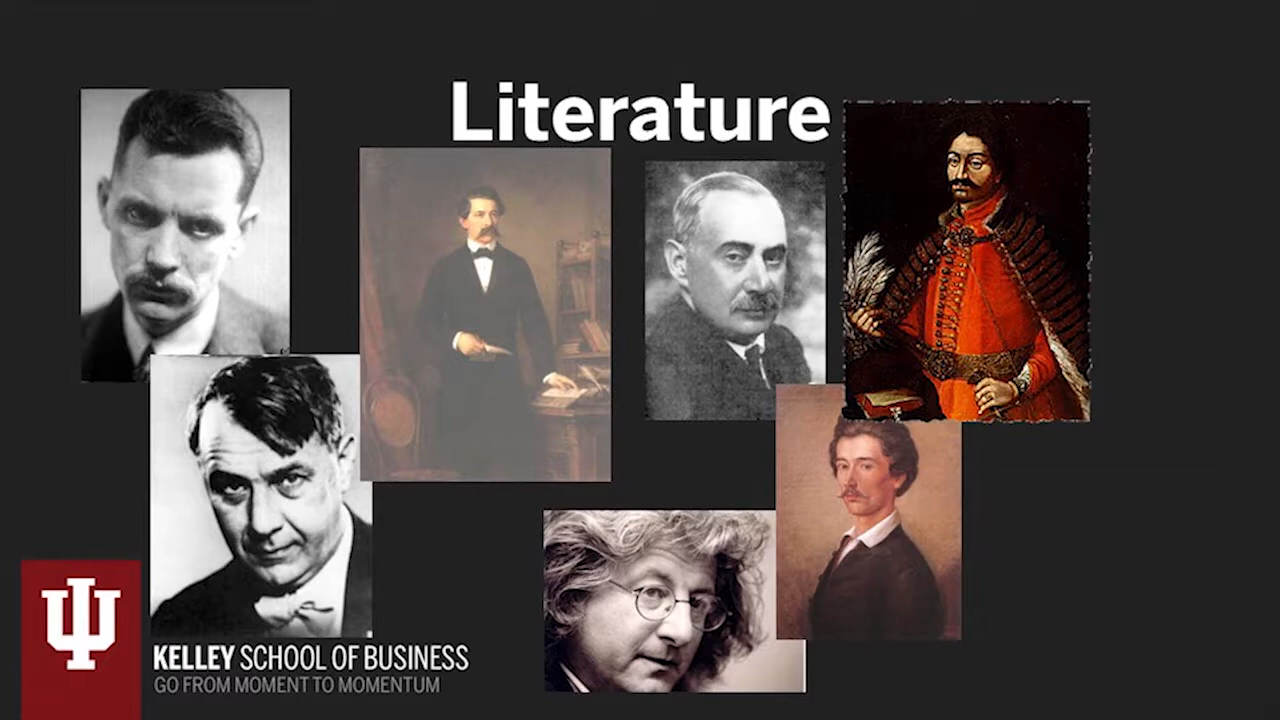 Literature
KELLEY SCHOOL OF BUSINESS
GO FROM MOMENT TO MOMENTUM